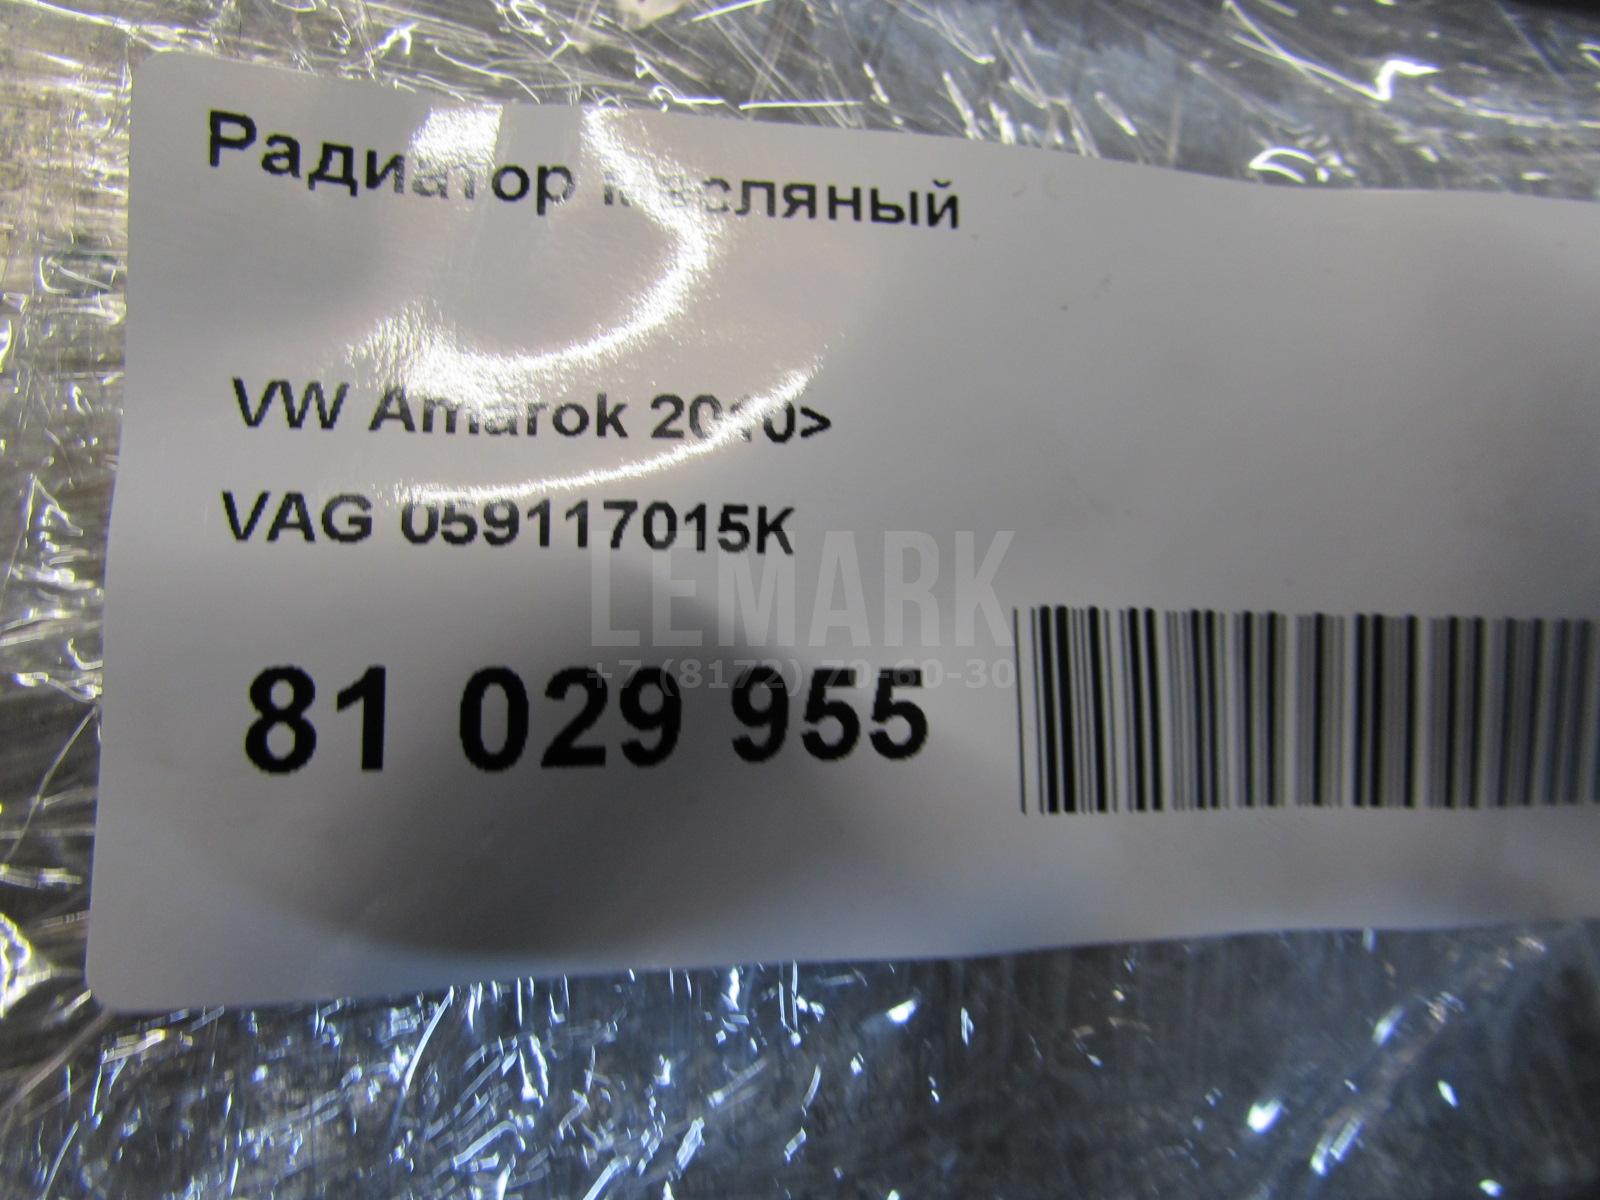 Радиатор масляный
VW Amarok 2010>
VAG 059117015K
LEMARK
+7 (8172) 70-60-30
81 029 955